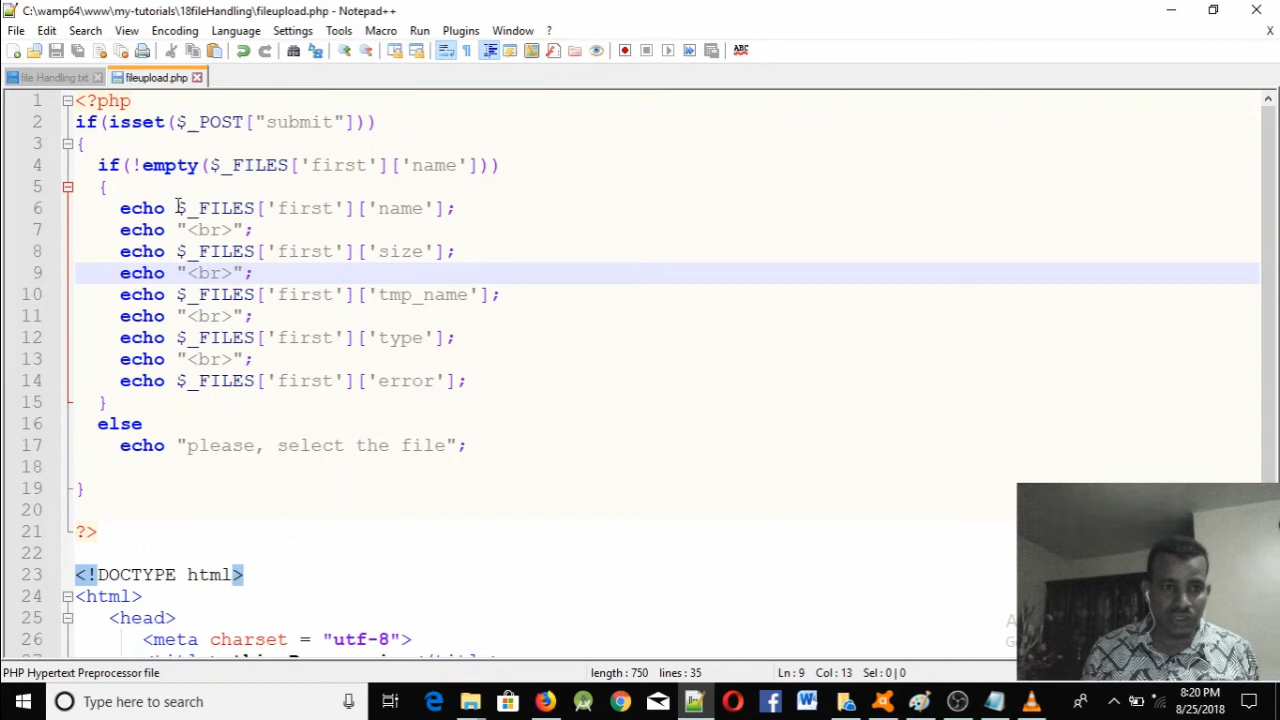 C:\wamp64\www\my-tutorials\18fileHandling\fileupload.php - Notepad++
File Edit Search View Encoding Language Settings Tools Macro Run Plugins Window ? X
ABC
file Handling.txt fileupload.php
1 <?php
2 if(isset($_POST["submit"]))
3 {
4 if(!empty($_FILES['first']['name']))
5 {
6 echo $_FILES['first']['name'];
7 echo "<br>";
8 echo $_FILES['first']['size'];
9 echo "<br>";
10 echo $_FILES['first']['tmp_name'];
11 echo "<br>";
12 echo $_FILES['first']['type'];
13 echo "<br>";
14 echo $_FILES['first']['error'];
15 }
16 else
17 echo "please, select the file";
18
19 }
20
21 ?>
22
23 <!DOCTYPE html>
24 <html>
25 <head>
26 <meta charset = "utf-8">
PHP Hypertext Preprocessor file length : 750 lines : 35 Ln : 9 Col : 13 Sel : 0 | 0
Type here to search
8:20 PM
8/25/2018